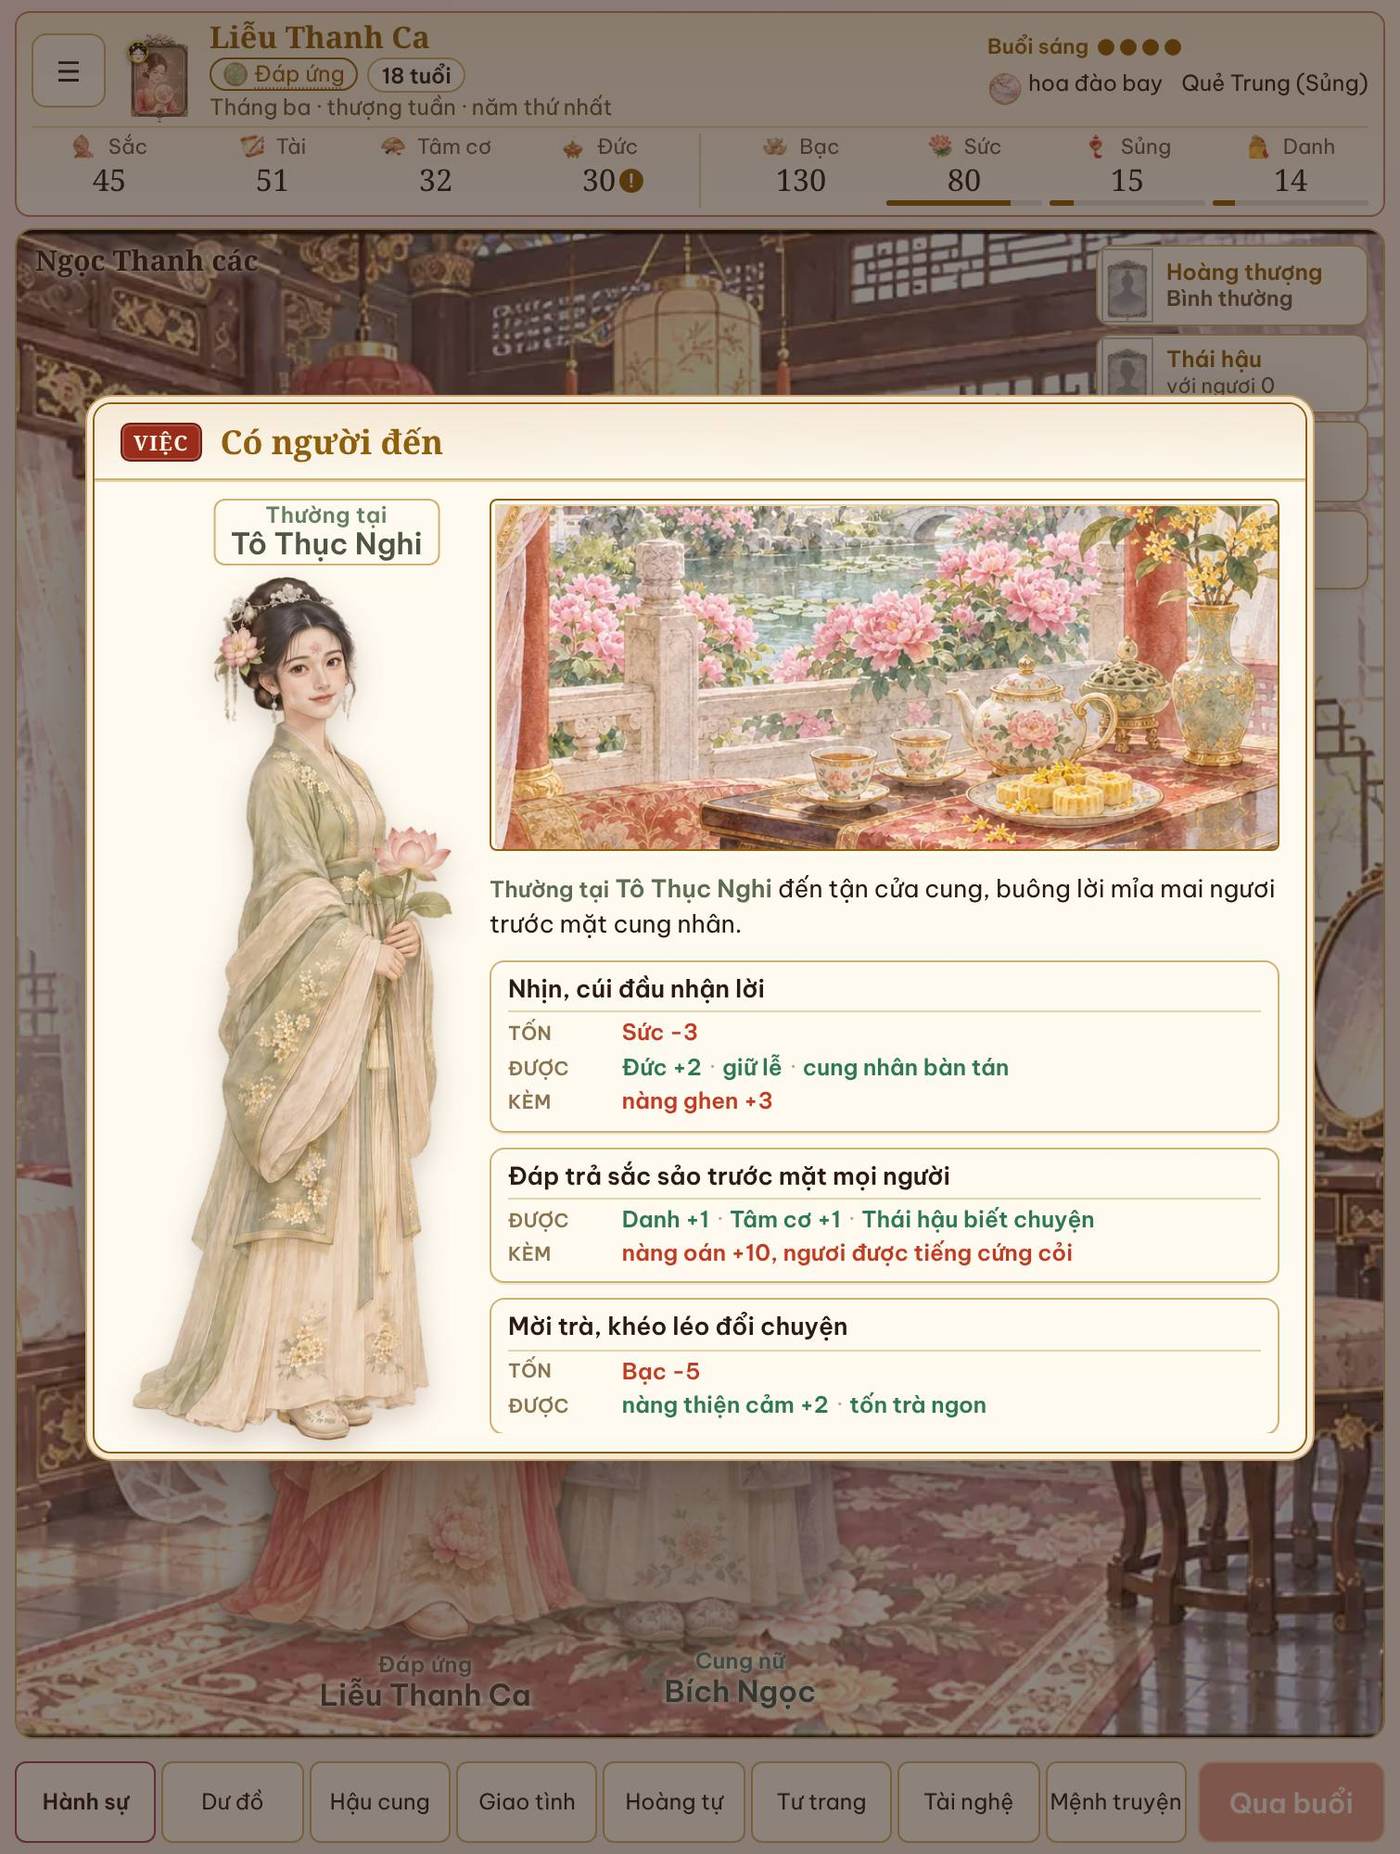 ☰
Liễu Thanh Ca
Đáp ứng
18 tuổi
Tháng ba · thượng tuần · năm thứ nhất
Buổi sáng
hoa đào bay
Quẻ Trung (Sủng)
Sắc
45
Tài
51
Tâm cơ
32
Đức
30 !
Bạc
130
Sức
80
Sủng
15
Danh
14
Ngọc Thanh các
Hoàng thượng
Bình thường
Thái hậu
với ngươi 0
VIỆC
Có người đến
Thường tại
Tô Thục Nghi
Thường tại Tô Thục Nghi đến tận cửa cung, buông lời mỉa mai ngươi
trước mặt cung nhân.
Nhịn, cúi đầu nhận lời
TỐN Sức -3
ĐƯỢC Đức +2 · giữ lễ · cung nhân bàn tán
KÈM nàng ghen +3
Đáp trả sắc sảo trước mặt mọi người
ĐƯỢC Danh +1 · Tâm cơ +1 · Thái hậu biết chuyện
KÈM nàng oán +10, ngươi được tiếng cứng cỏi
Mời trà, khéo léo đổi chuyện
TỐN Bạc -5
ĐƯỢC nàng thiện cảm +2 · tốn trà ngon
Đáp ứng
Liễu Thanh Ca
Cung nữ
Bích Ngọc
Hành sự
Dư đồ
Hậu cung
Giao tình
Hoàng tự
Tư trang
Tài nghệ
Mệnh truyện
Qua buổi